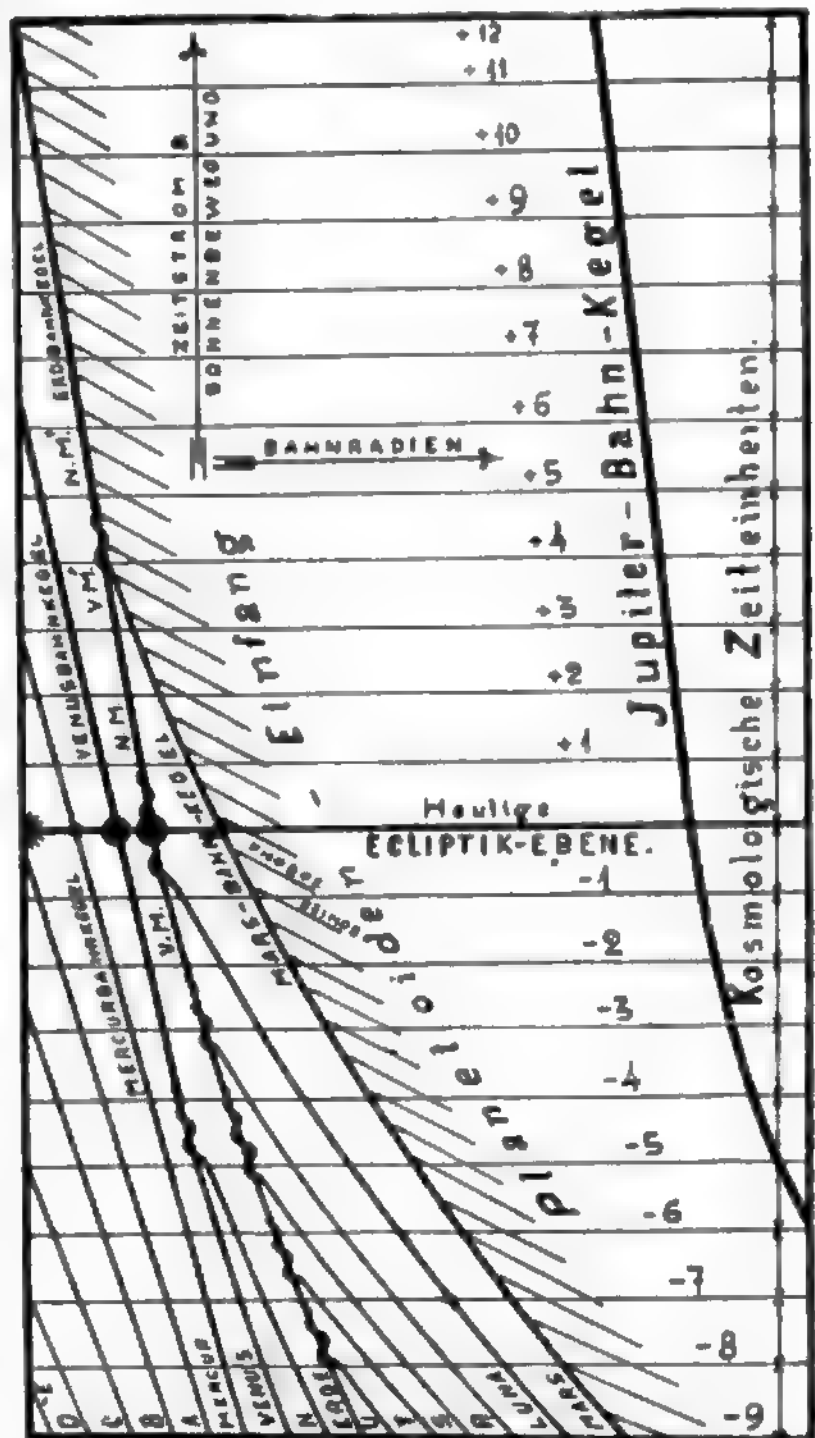 +12
+11
+10
+9
+8
+7
+6
+5
+4
+3
+2
+1
-1
-2
-3
-4
-5
-6
-7
-8
-9
ZEITSTROM &
SONNENBEWEGUNG
BAHNRADIEN
ERDBAHNKEGEL
N.M.
V.M.
VENUSBAHNKEGEL
N.M.
V.M.
MERCURBAHNKEGEL
MARS-BAHN-KEGEL
Einfang
Planetoiden
Heutige
ECLIPTIK-EBENE.
Jupiter-Bahn-Kegel
Kosmologische Zeiteinheiten.
E
D
C
B
A
MERCUR
VENUS
N
ERDE
U
T
S
R
LUNA
MARS